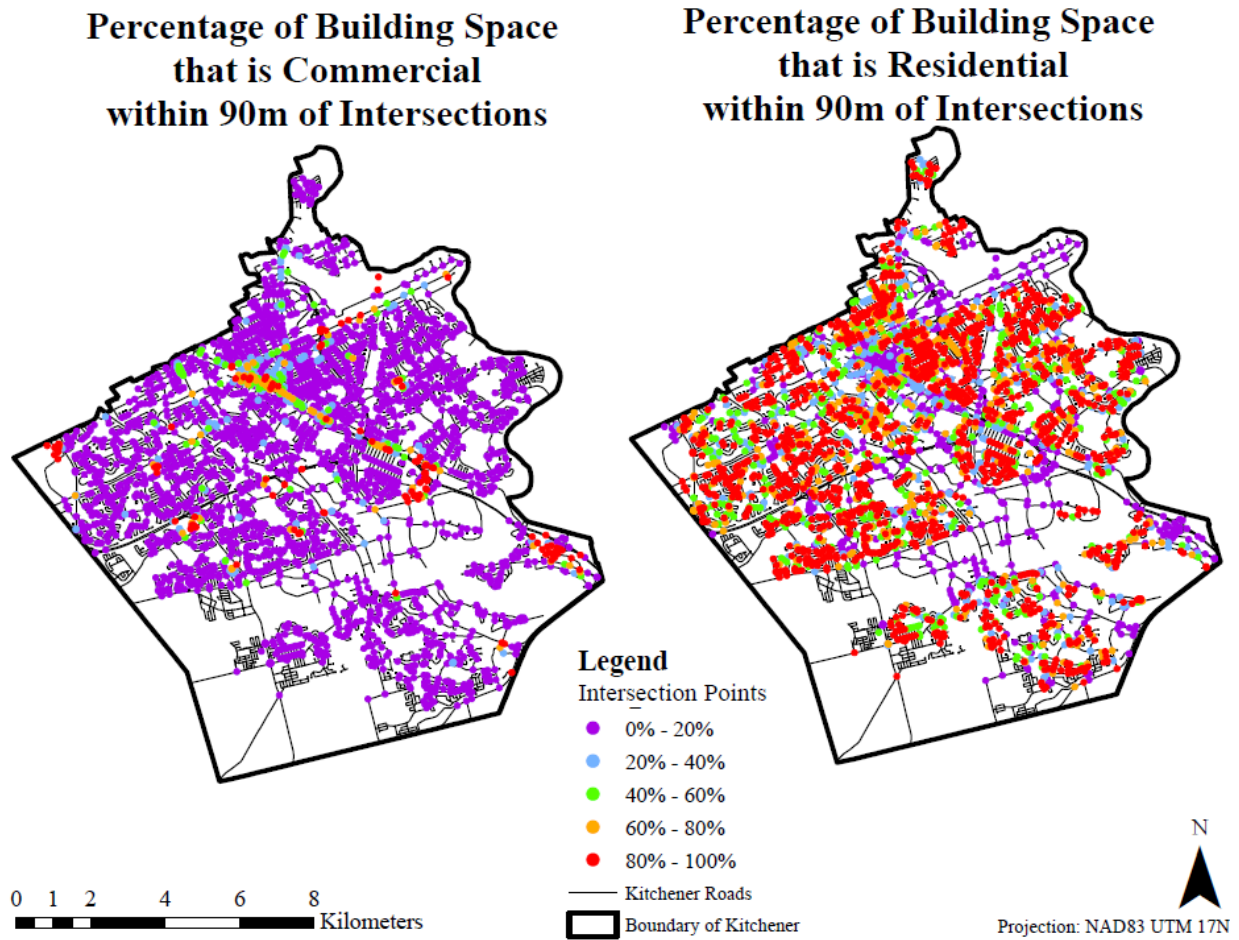 Percentage of Building Space
that is Commercial
within 90m of Intersections
Percentage of Building Space
that is Residential
within 90m of Intersections
Legend
Intersection Points
0% - 20%
20% - 40%
40% - 60%
60% - 80%
80% - 100%
Kitchener Roads
Boundary of Kitchener
0 1 2 4 6 8
Kilometers
N
Projection: NAD83 UTM 17N